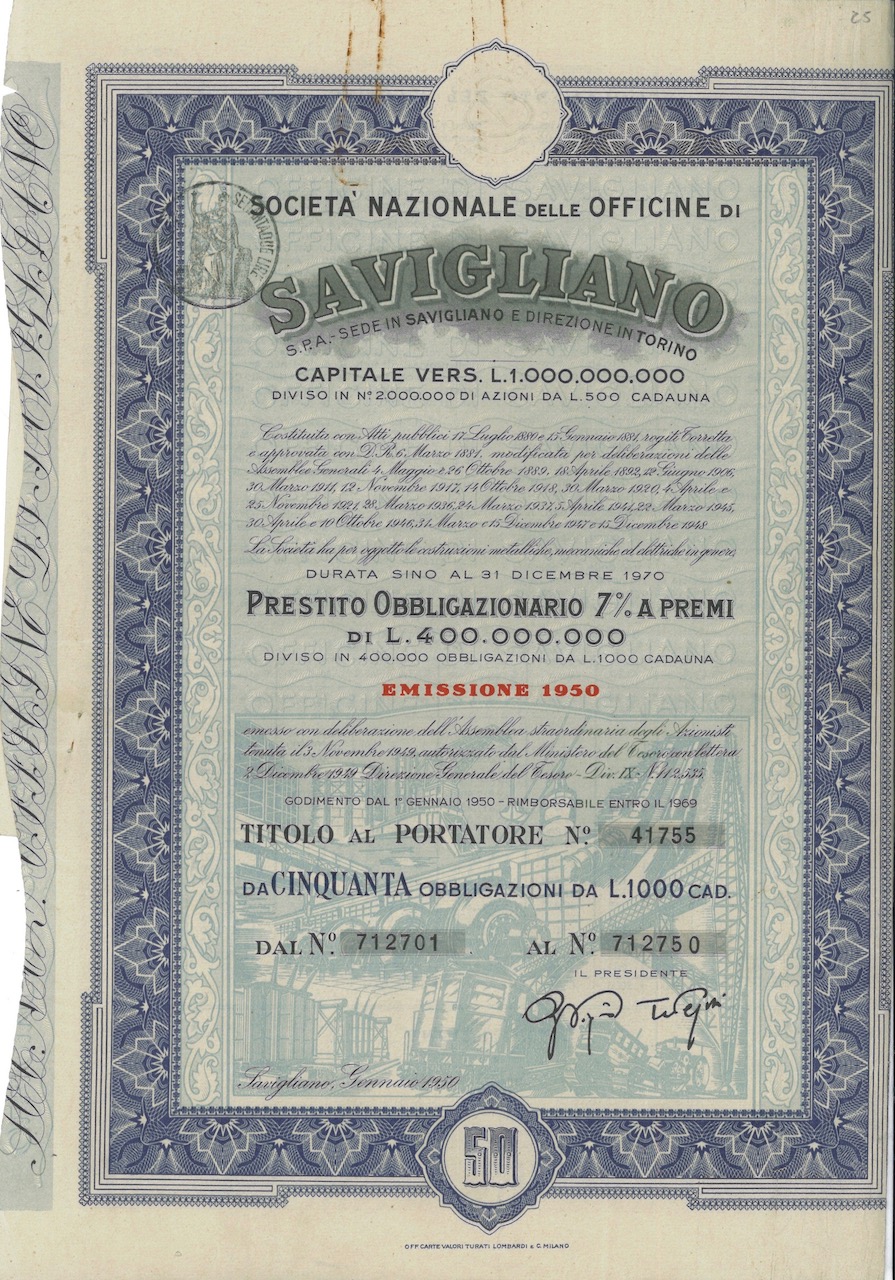 25
SOCIETA' NAZIONALE DELLE OFFICINE DI
SAVIGLIANO
S.P.A.-SEDE IN SAVIGLIANO E DIREZIONE IN TORINO
CAPITALE VERS. L.1.000.000.000
DIVISO IN Nº 2.000.000 DI AZIONI DA L.500 CADAUNA
Costituita con Atti pubblici 17 Luglio 1880 e 15 Gennaio 1881, rogiti Torretta
e approvata con D.R. 6 Marzo 1881, modificata per deliberazioni delle
Assemblee Generali 4 Maggio e 26 Ottobre 1889, 18 Aprile 1892, 12 Giugno 1906,
30 Marzo 1911, 12 Novembre 1917, 14 Ottobre 1918, 30 Marzo 1920, 4 Aprile e
25 Novembre 1921, 28 Marzo 1936, 24 Marzo 1937, 5 Aprile 1941, 22 Marzo 1945,
30 Aprile e 10 Ottobre 1946, 31 Marzo e 15 Dicembre 1947 e 15 Dicembre 1948
La Società ha per oggetto le costruzioni metalliche, meccaniche ed elettriche in genere,
DURATA SINO AL 31 DICEMBRE 1970
PRESTITO OBBLIGAZIONARIO 7% A PREMI
DI L.400.000.000
DIVISO IN 400.000 OBBLIGAZIONI DA L.1000 CADAUNA
EMISSIONE 1950
emesso con deliberazione dell'Assemblea straordinaria degli Azionisti
tenuta il 3 Novembre 1949, autorizzato dal Ministero del Tesoro con lettera
2 Dicembre 1949 Direzione Generale del Tesoro - Div. IX - N. 112535.
GODIMENTO DAL 1º GENNAIO 1950 - RIMBORSABILE ENTRO IL 1969
TITOLO AL PORTATORE Nº. 41755
DA CINQUANTA OBBLIGAZIONI DA L.1000 CAD.
DAL Nº. 712701 AL Nº. 712750
IL PRESIDENTE
Savigliano, Gennaio 1950
50
OFF. CARTE VALORI TURATI LOMBARDI & C. MILANO